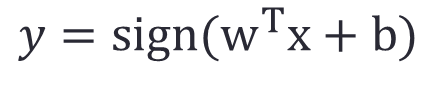 y = sign(wᵀx + b)